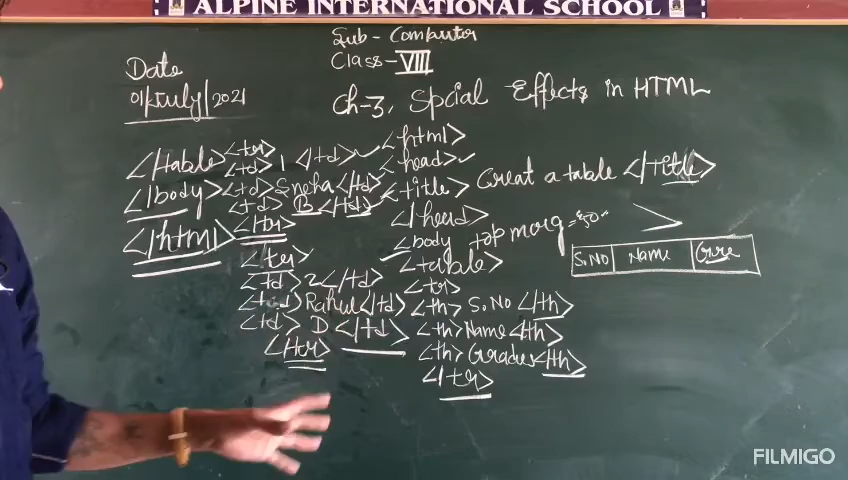 ALPINE INTERNATIONAL SCHOOL
Sub - Computer
Class - VIII
Date
01/July/2021
Ch-3, Spcial Effects in HTML
<html>
<head>
<title> Creat a table </title>
</head>
<body top marg = "50"
>
<table>
<tr>
<th> S.NO </th>
<th> Name </th>
<th> Grades </th>
</tr>
<tr>
<td> 1 </td>
<td> Sneha </td>
<td> B </td>
</tr>
<tr>
<td> 2 </td>
<td> Rahul </td>
<td> D </td>
</tr>
</table>
</body>
</html>
S.NO Name
FILMIGO